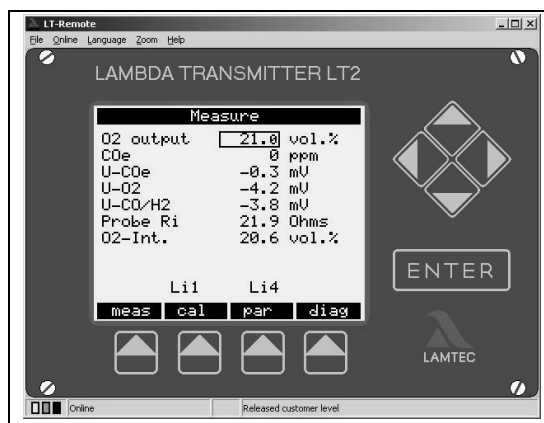 LT-Remote
File Online Language Zoom Help
LAMBDA TRANSMITTER LT2
Measure
O2 output 21.0 vol.%
COe 0 ppm
U-COe -0.3 mV
U-O2 -4.2 mV
U-CO/H2 -3.8 mV
Probe Ri 21.9 Ohms
O2-Int. 20.6 vol.%
Li1 Li4
meas cal par diag
ENTER
LAMTEC
Online Released customer level